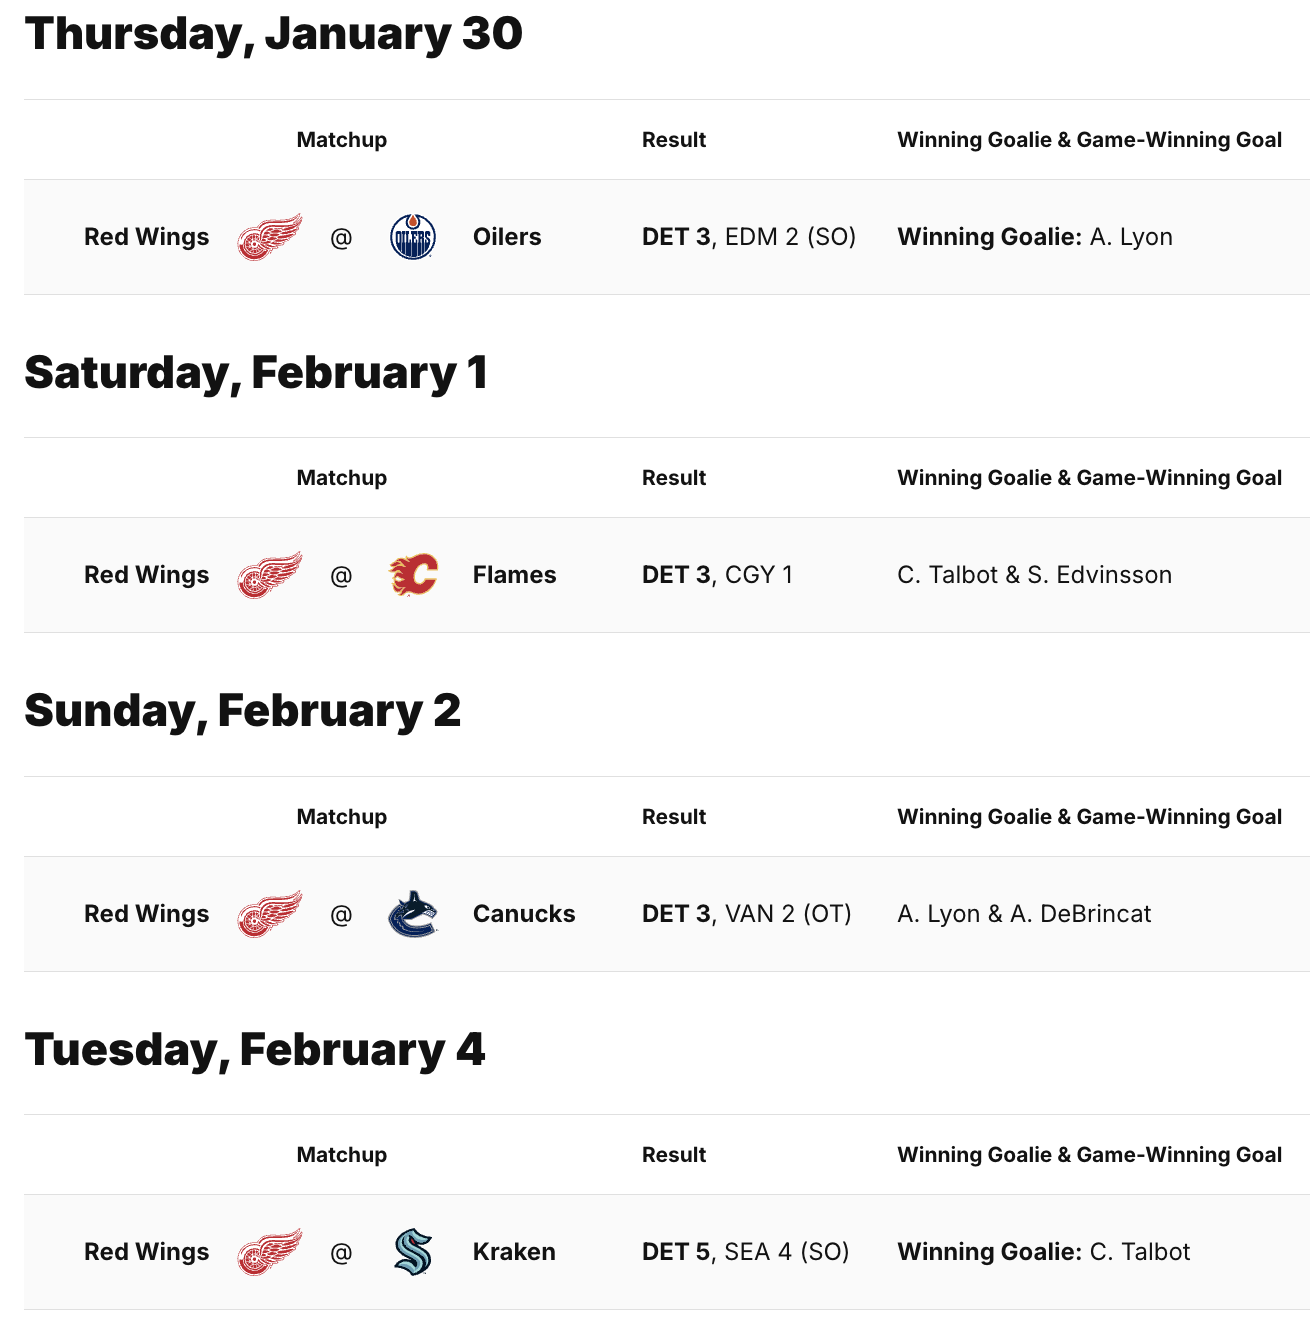 Thursday, January 30
Matchup Result Winning Goalie & Game-Winning Goal
Red Wings @ OILERS Oilers DET 3, EDM 2 (SO) Winning Goalie: A. Lyon
Saturday, February 1
Matchup Result Winning Goalie & Game-Winning Goal
Red Wings @ C Flames DET 3, CGY 1 C. Talbot & S. Edvinsson
Sunday, February 2
Matchup Result Winning Goalie & Game-Winning Goal
Red Wings @ Canucks DET 3, VAN 2 (OT) A. Lyon & A. DeBrincat
Tuesday, February 4
Matchup Result Winning Goalie & Game-Winning Goal
Red Wings @ S Kraken DET 5, SEA 4 (SO) Winning Goalie: C. Talbot